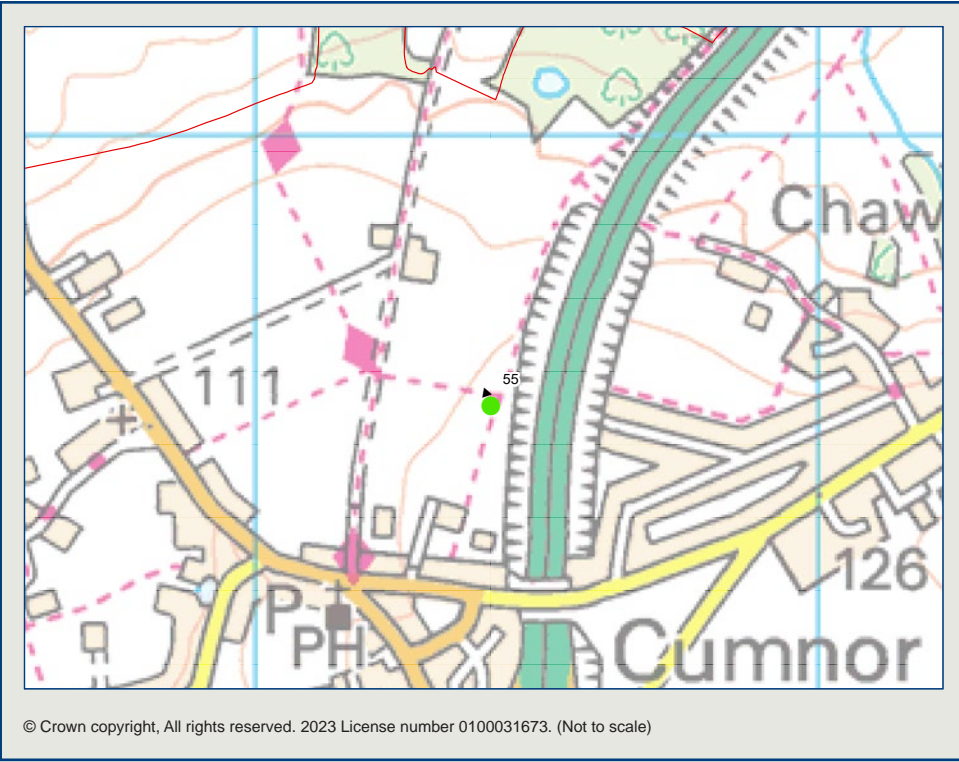 Chaw
55
111
126
P
PH
Cumnor
© Crown copyright, All rights reserved. 2023 License number 0100031673. (Not to scale)